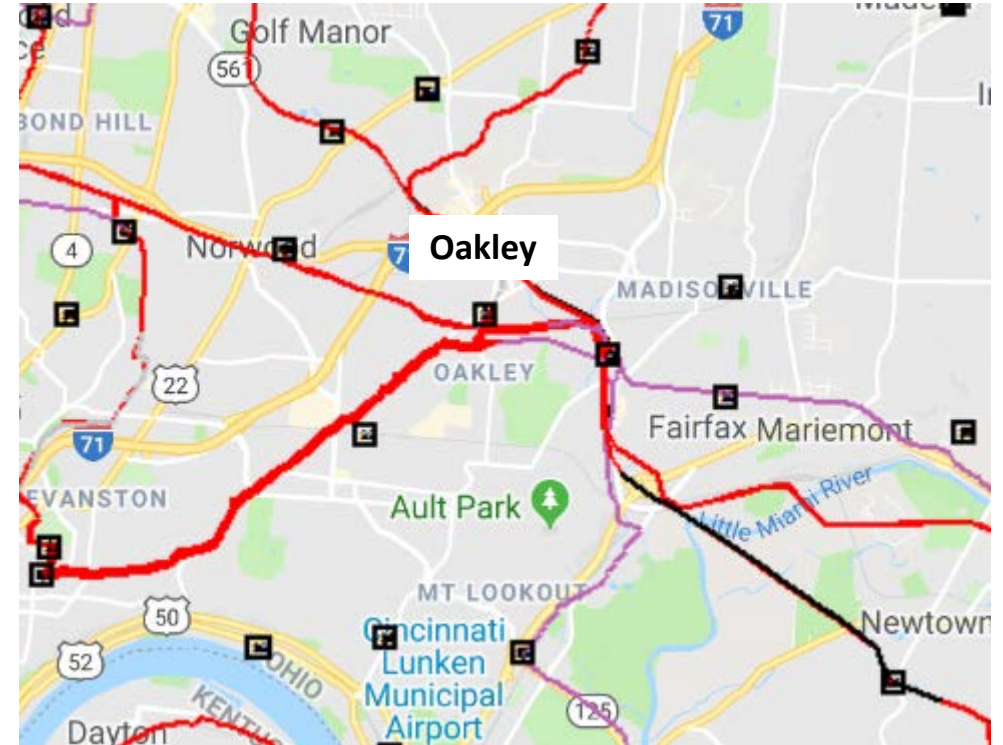 Golf Manor
561
71
BOND HILL
Oakley
4
Norwood
MADISONVILLE
22
OAKLEY
71
Fairfax
Mariemont
EVANSTON
Ault Park
Little Miami River
MT LOOKOUT
50
Newtown
52
OHIO
Cincinnati
Lunken
Municipal
Airport
KENTUC
125
Dayton